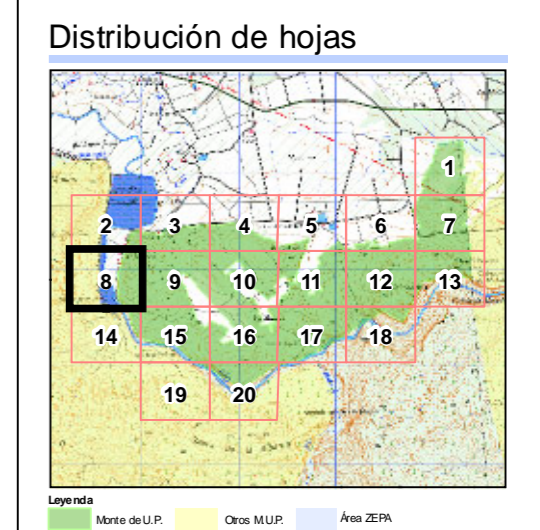 Distribución de hojas
1
2 3 4 5 6 7
8 9 10 11 12 13
14 15 16 17 18
19 20
Leyenda
Monte de U.P. Otros M.U.P. Área ZEPA